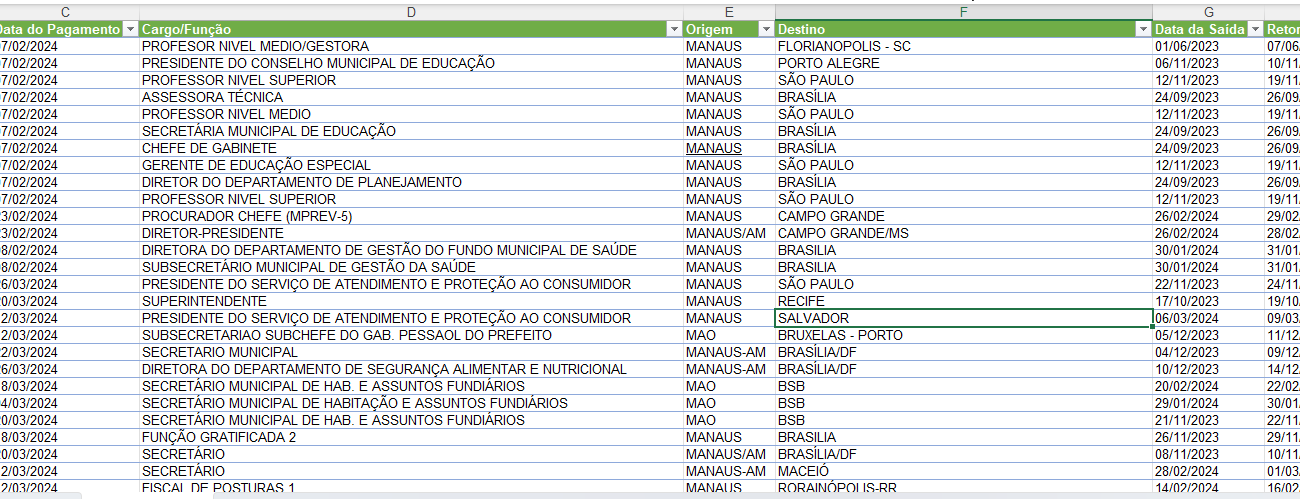 C D E F G
Data do Pagamento Cargo/Função Origem Destino Data da Saída Retor
7/02/2024 PROFESOR NIVEL MEDIO/GESTORA MANAUS FLORIANOPOLIS - SC 01/06/2023 07/06
7/02/2024 PRESIDENTE DO CONSELHO MUNICIPAL DE EDUCAÇÃO MANAUS PORTO ALEGRE 06/11/2023 10/11
7/02/2024 PROFESSOR NIVEL SUPERIOR MANAUS SÃO PAULO 12/11/2023 19/11
7/02/2024 ASSESSORA TÉCNICA MANAUS BRASÍLIA 24/09/2023 26/09
7/02/2024 PROFESSOR NIVEL MEDIO MANAUS SÃO PAULO 12/11/2023 19/11
7/02/2024 SECRETÁRIA MUNICIPAL DE EDUCAÇÃO MANAUS BRASÍLIA 24/09/2023 26/09
7/02/2024 CHEFE DE GABINETE MANAUS BRASÍLIA 24/09/2023 26/09
7/02/2024 GERENTE DE EDUCAÇÃO ESPECIAL MANAUS SÃO PAULO 12/11/2023 19/11
7/02/2024 DIRETOR DO DEPARTAMENTO DE PLANEJAMENTO MANAUS BRASÍLIA 24/09/2023 26/09
7/02/2024 PROFESSOR NIVEL SUPERIOR MANAUS SÃO PAULO 12/11/2023 19/11
23/02/2024 PROCURADOR CHEFE (MPREV-5) MANAUS CAMPO GRANDE 26/02/2024 29/02
23/02/2024 DIRETOR-PRESIDENTE MANAUS/AM CAMPO GRANDE/MS 26/02/2024 28/02
8/02/2024 DIRETORA DO DEPARTAMENTO DE GESTÃO DO FUNDO MUNICIPAL DE SAÚDE MANAUS BRASILIA 30/01/2024 31/01
8/02/2024 SUBSECRETÁRIO MUNICIPAL DE GESTÃO DA SAÚDE MANAUS BRASILIA 30/01/2024 31/01
26/03/2024 PRESIDENTE DO SERVIÇO DE ATENDIMENTO E PROTEÇÃO AO CONSUMIDOR MANAUS SÃO PAULO 22/11/2023 24/11
20/03/2024 SUPERINTENDENTE MANAUS RECIFE 17/10/2023 19/10
2/03/2024 PRESIDENTE DO SERVIÇO DE ATENDIMENTO E PROTEÇÃO AO CONSUMIDOR MANAUS SALVADOR 06/03/2024 09/03
2/03/2024 SUBSECRETARIAO SUBCHEFE DO GAB. PESSAOL DO PREFEITO MAO BRUXELAS - PORTO 05/12/2023 11/12
22/03/2024 SECRETARIO MUNICIPAL MANAUS-AM BRASÍLIA/DF 04/12/2023 09/12
26/03/2024 DIRETORA DO DEPARTAMENTO DE SEGURANÇA ALIMENTAR E NUTRICIONAL MANAUS-AM BRASÍLIA/DF 10/12/2023 14/12
8/03/2024 SECRETÁRIO MUNICIPAL DE HAB. E ASSUNTOS FUNDIÁRIOS MAO BSB 20/02/2024 22/02
4/03/2024 SECRETÁRIO MUNICIPAL DE HABITAÇÃO E ASSUNTOS FUNDIÁRIOS MAO BSB 29/01/2024 30/01
20/03/2024 SECRETÁRIO MUNICIPAL DE HAB. E ASSUNTOS FUNDIÁRIOS MAO BSB 21/11/2023 22/11
8/03/2024 FUNÇÃO GRATIFICADA 2 MANAUS BRASILIA 26/11/2023 29/11
20/03/2024 SECRETÁRIO MANAUS/AM BRASÍLIA/DF 08/11/2023 10/11
2/03/2024 SECRETÁRIO MANAUS-AM MACEIÓ 28/02/2024 01/03
2/03/2024 FISCAL DE POSTURAS 1 MANAUS RORAINÓPOLIS-RR 14/02/2024 16/02